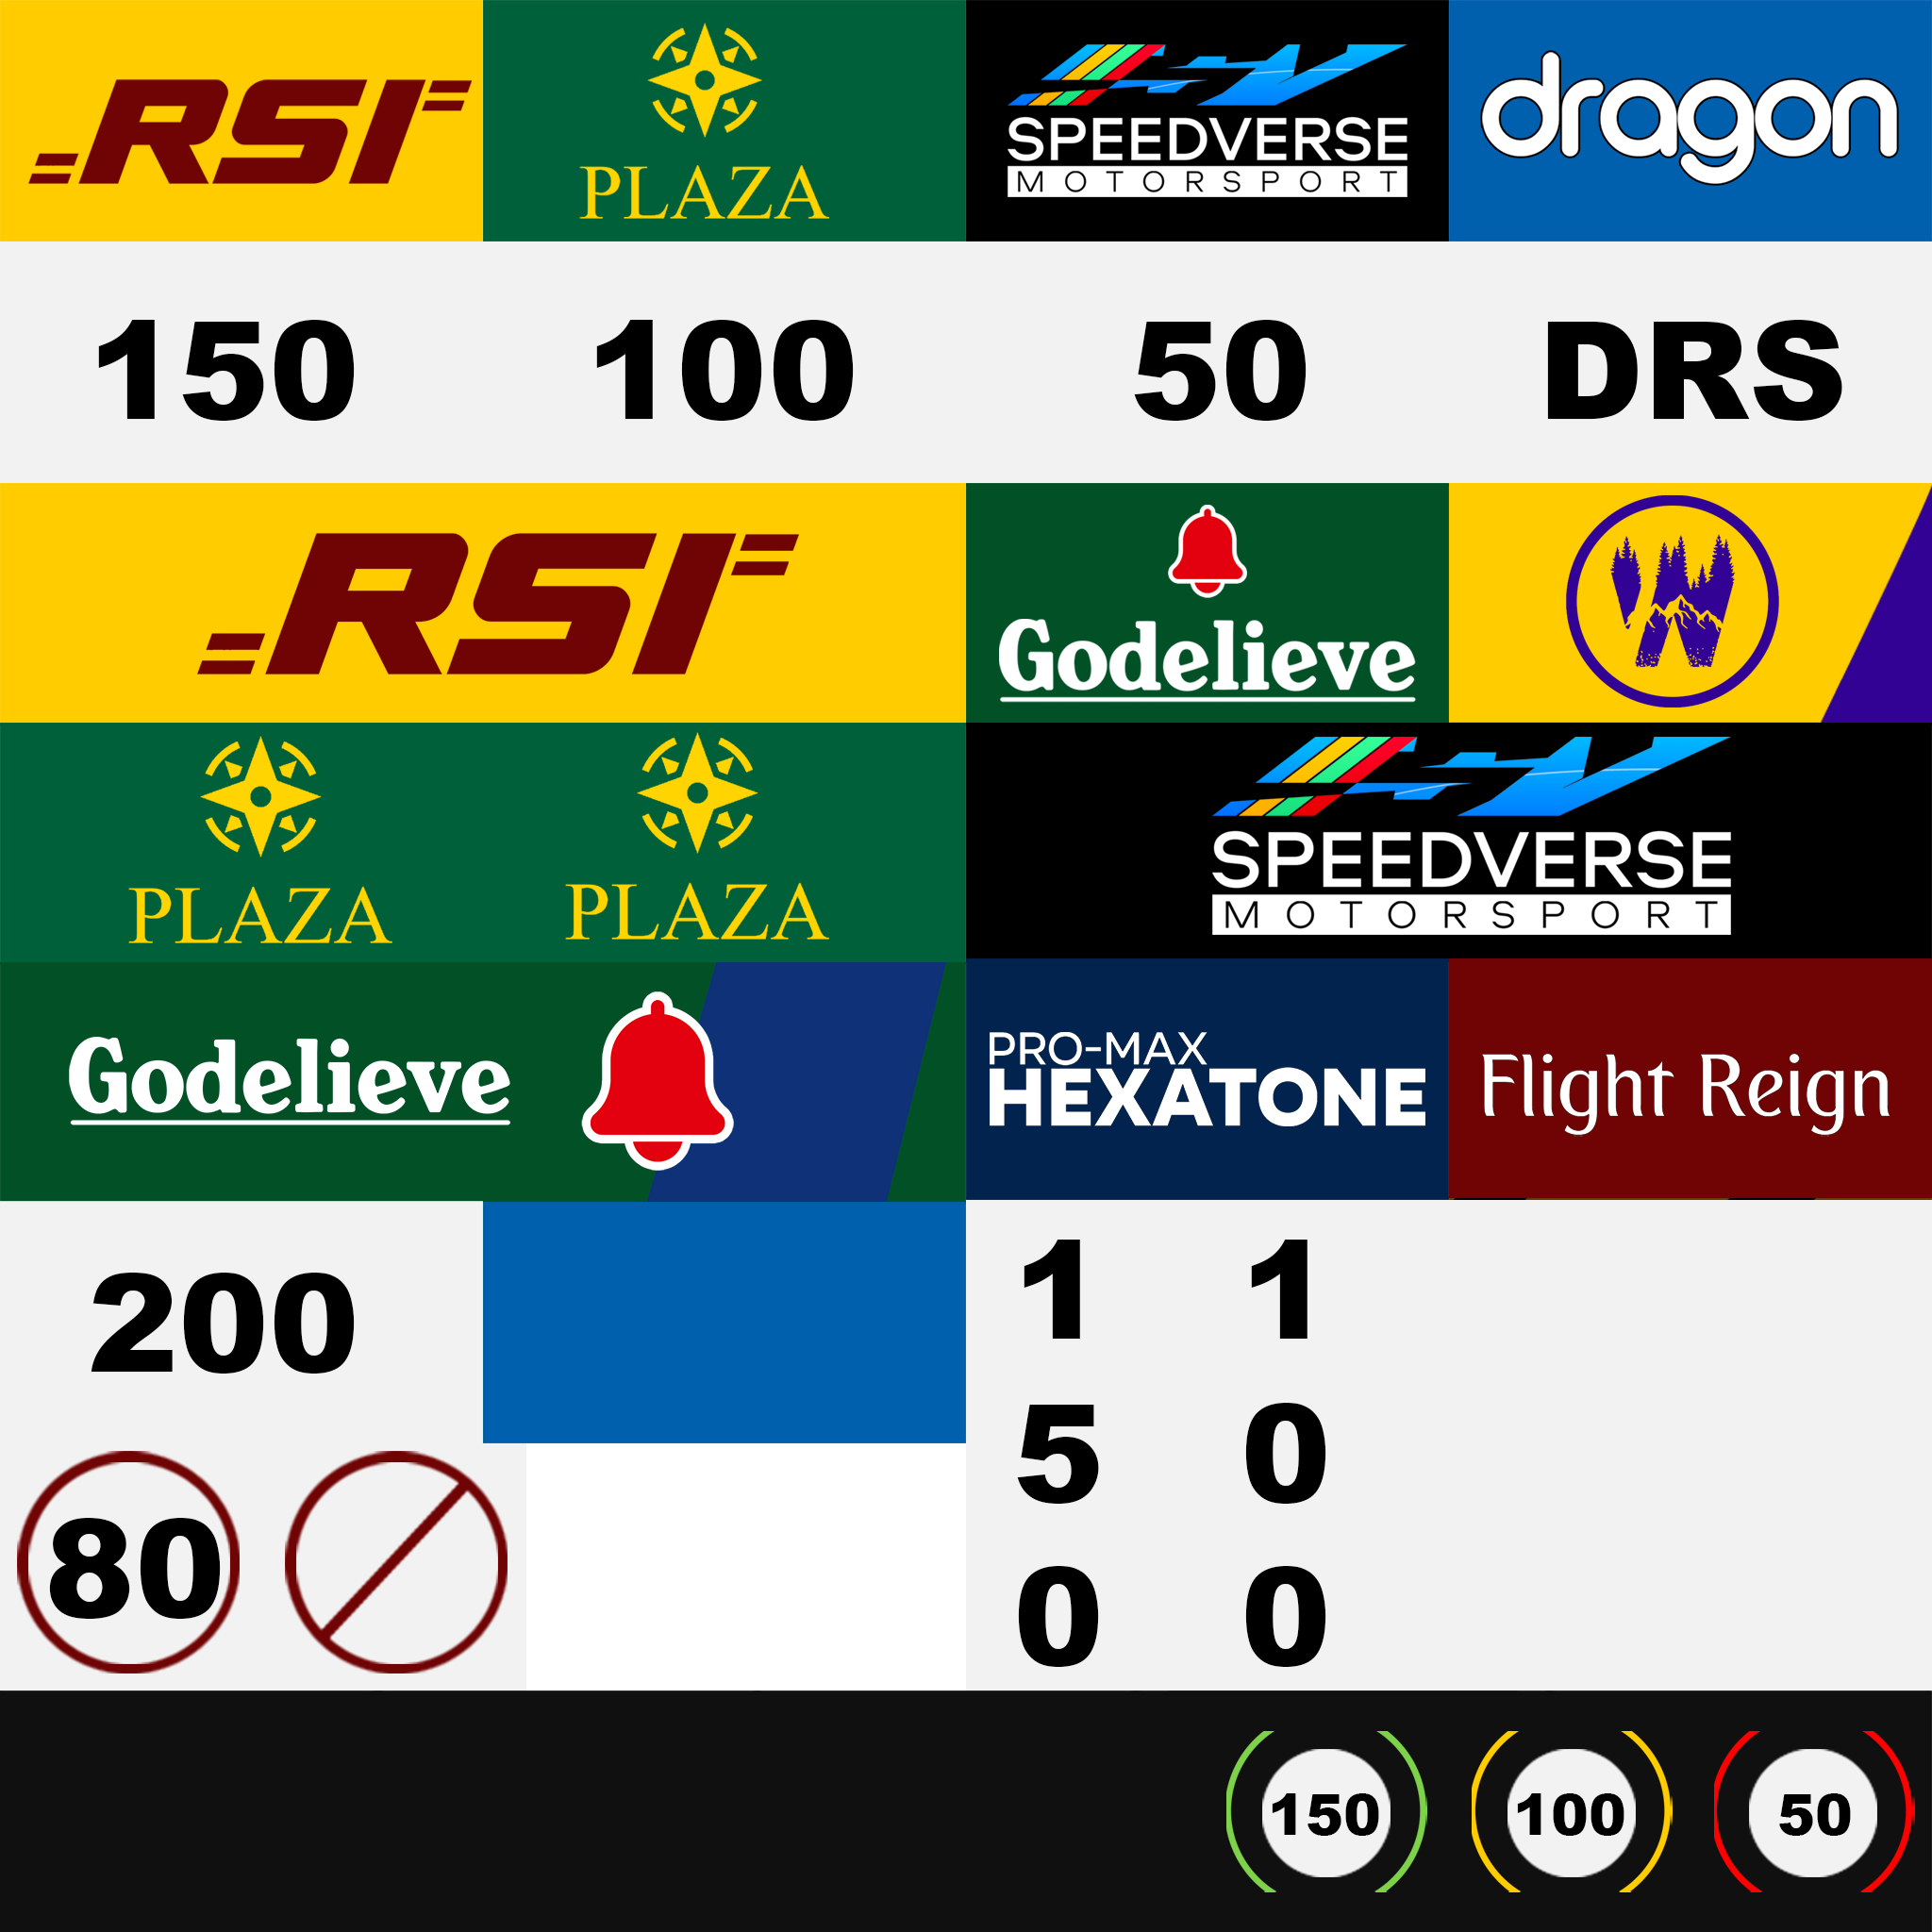 RSI
PLAZA
SPEEDVERSE
MOTORSPORT
dragon
150
100
50
DRS
RSI
Godelieve
W
PLAZA
PLAZA
SPEEDVERSE
MOTORSPORT
Godelieve
PRO-MAX
HEXATONE
Flight Reign
200
1 1
5 0
0 0
80
150
100
50